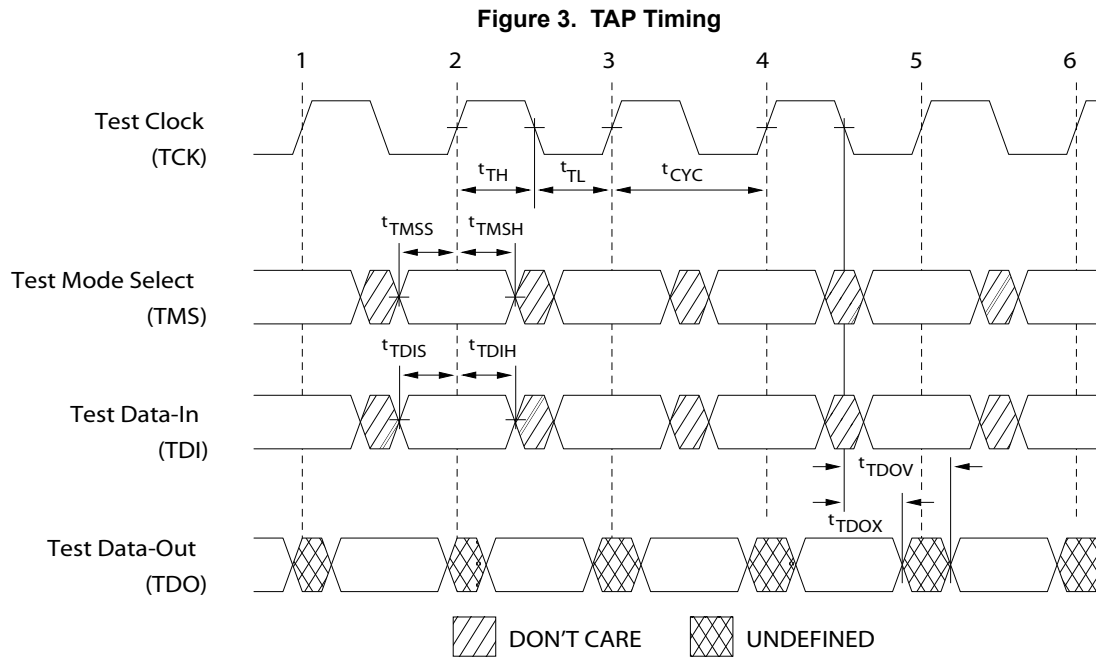 Figure 3. TAP Timing
1 2 3 4 5 6
Test Clock
(TCK)
tTH tTL tCYC
tTMSS tTMSH
Test Mode Select
(TMS)
tTDIS tTDIH
Test Data-In
(TDI)
tTDOV
tTDOX
Test Data-Out
(TDO)
DON'T CARE UNDEFINED